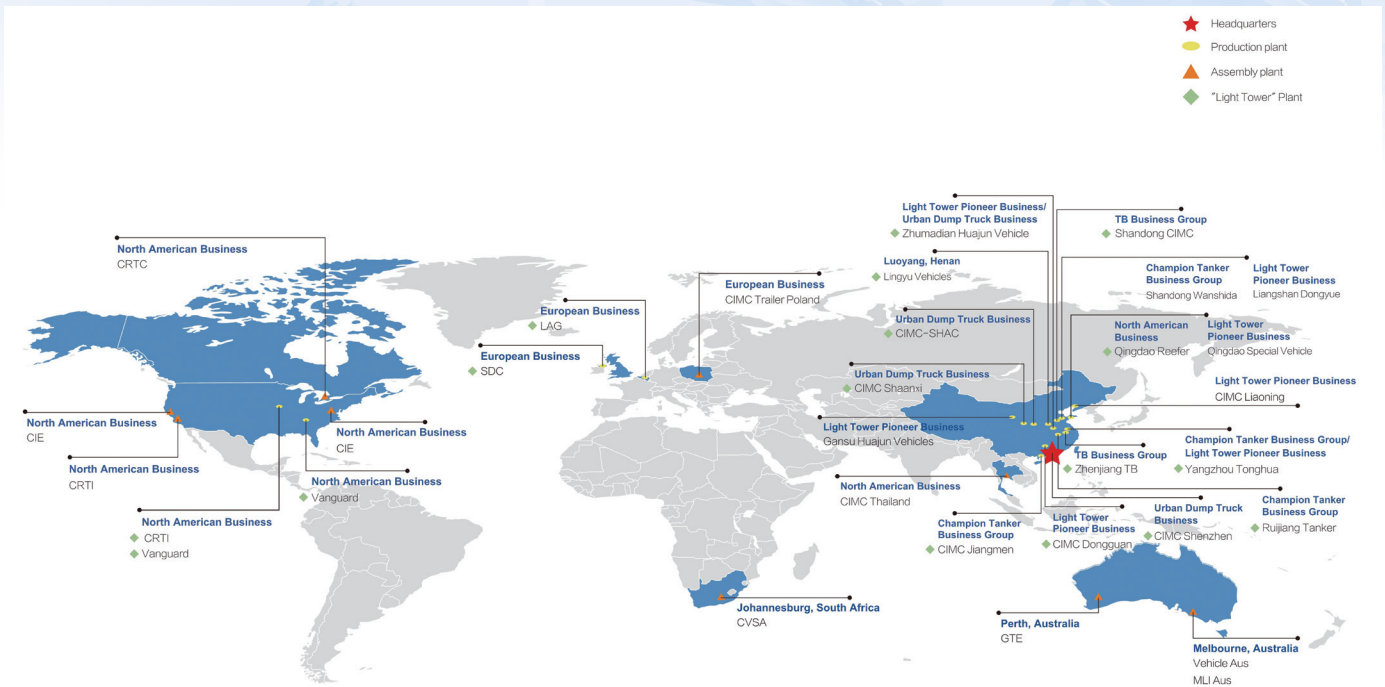 Headquarters
Production plant
Assembly plant
"Light Tower" Plant
North American Business
CRTC
North American Business
CIE
North American Business
CRTI
North American Business
CRTI
Vanguard
North American Business
Vanguard
North American Business
CIE
European Business
LAG
European Business
SDC
European Business
CIMC Trailer Poland
Light Tower Pioneer Business/
Urban Dump Truck Business
Zhumadian Huajun Vehicle
Luoyang, Henan
Lingyu Vehicles
Urban Dump Truck Business
CIMC-SHAC
Urban Dump Truck Business
CIMC Shaanxi
Light Tower Pioneer Business
Gansu Huajun Vehicles
North American Business
CIMC Thailand
TB Business Group
Shandong CIMC
Champion Tanker
Business Group
Shandong Wanshida
Light Tower
Pioneer Business
Liangshan Dongyue
North American
Business
Qingdao Reefer
Light Tower
Pioneer Business
Qingdao Special Vehicle
Light Tower Pioneer Business
CIMC Liaoning
TB Business Group
Zhenjiang TB
Champion Tanker Business Group/
Light Tower Pioneer Business
Yangzhou Tonghua
Champion Tanker
Business Group
CIMC Jiangmen
Light Tower
Pioneer Business
CIMC Dongguan
Urban Dump Truck
Business
CIMC Shenzhen
Champion Tanker
Business Group
Ruijiang Tanker
Johannesburg, South Africa
CVSA
Perth, Australia
GTE
Melbourne, Australia
Vehicle Aus
MLI Aus